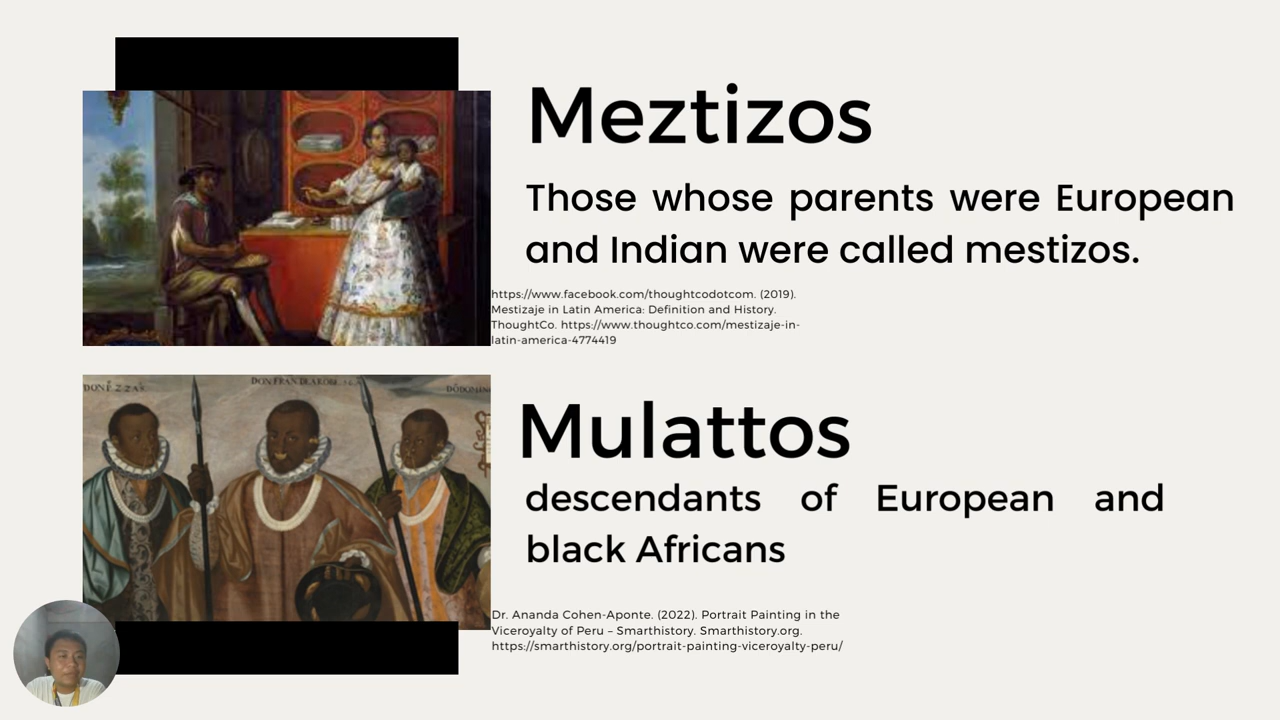 Meztizos
Those whose parents were European
and Indian were called mestizos.
https://www.facebook.com/thoughtcodotcom. (2019).
Mestizaje in Latin America: Definition and History.
ThoughtCo. https://www.thoughtco.com/mestizaje-in-
latin-america-4774419
Mulattos
descendants of European and
black Africans
Dr. Ananda Cohen-Aponte. (2022). Portrait Painting in the
Viceroyalty of Peru – Smarthistory. Smarthistory.org.
https://smarthistory.org/portrait-painting-viceroyalty-peru/